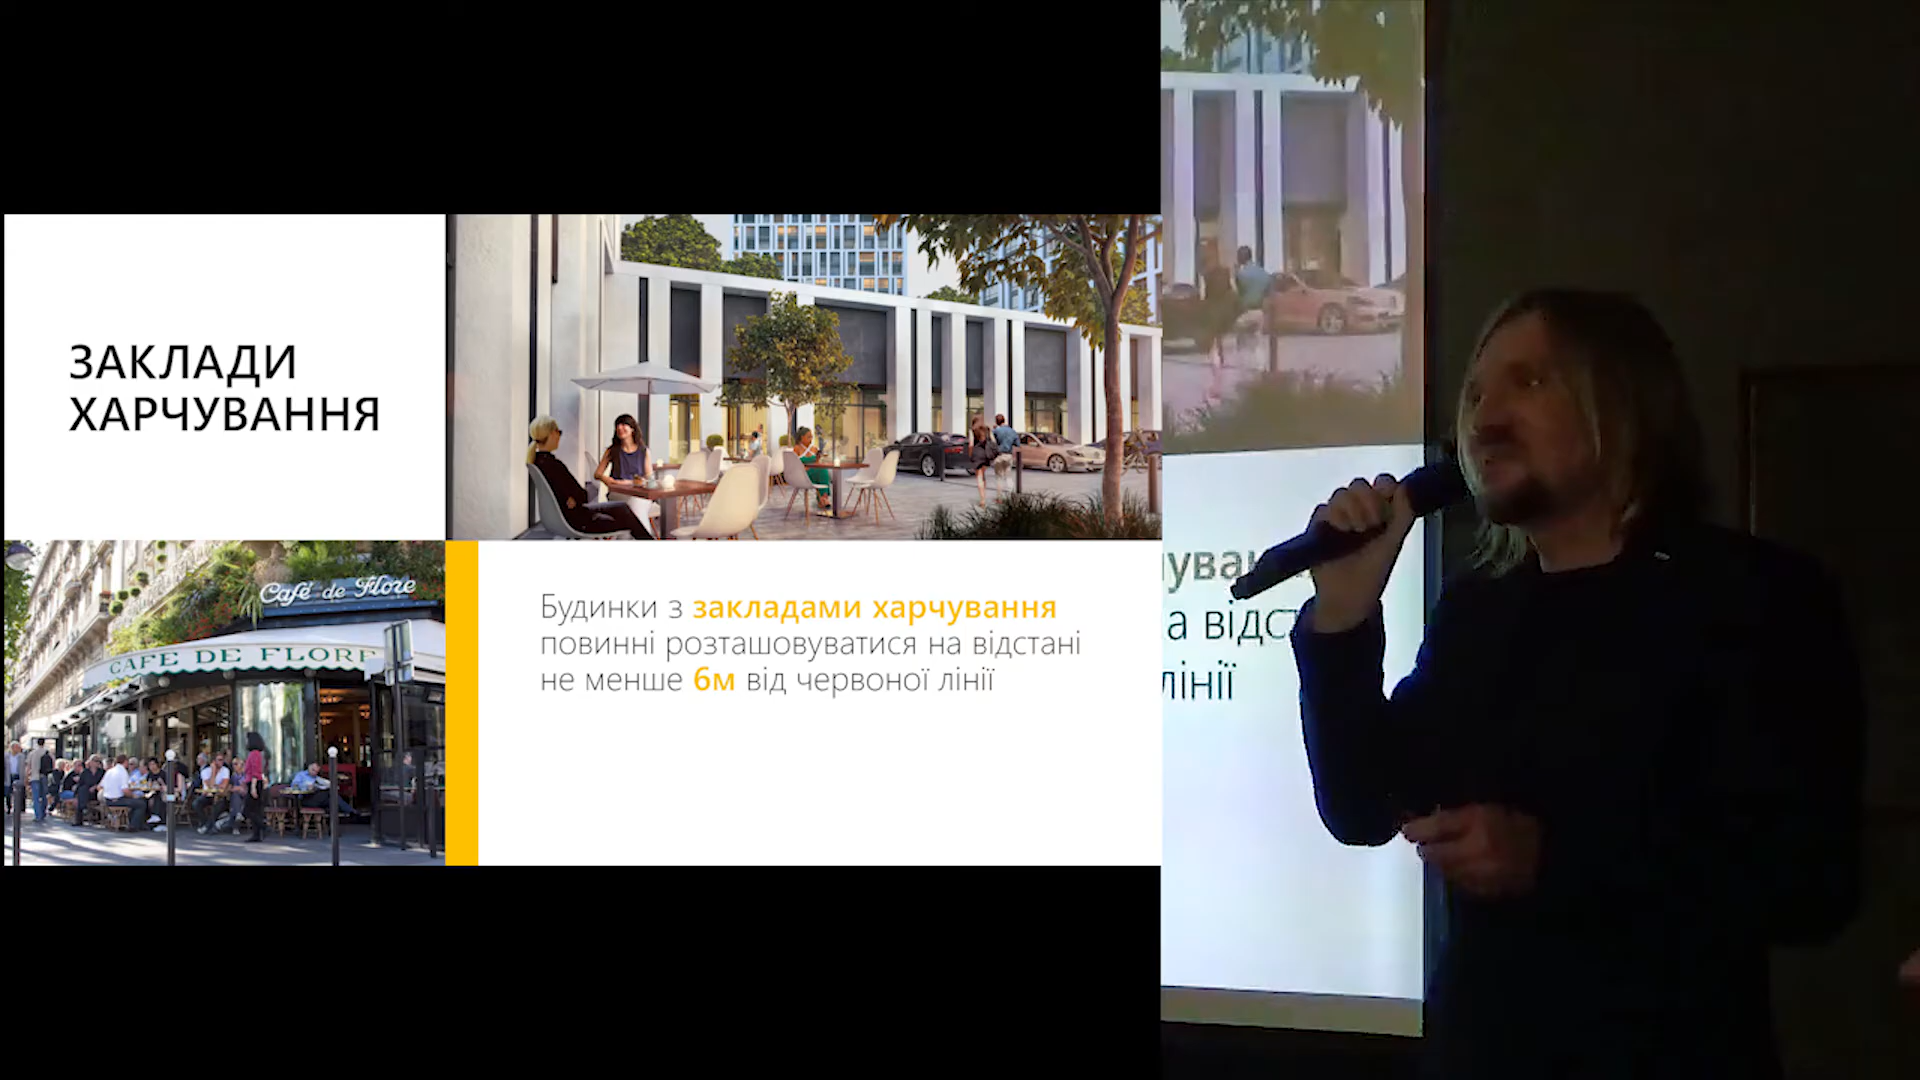 ЗАКЛАДИ
ХАРЧУВАННЯ
Café de Flore
CAFE DE FLORE
Будинки з закладами харчування
повинні розташовуватися на відстані
не менше 6м від червоної лінії
лінії